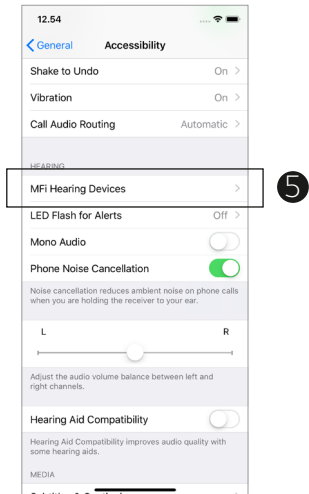 12.54
General Accessibility
Shake to Undo On
Vibration On
Call Audio Routing Automatic
HEARING
MFi Hearing Devices
5
LED Flash for Alerts Off
Mono Audio
Phone Noise Cancellation
Noise cancellation reduces ambient noise on phone calls
when you are holding the receiver to your ear.
L R
Adjust the audio volume balance between left and
right channels.
Hearing Aid Compatibility
Hearing Aid Compatibility improves audio quality with
some hearing aids.
MEDIA